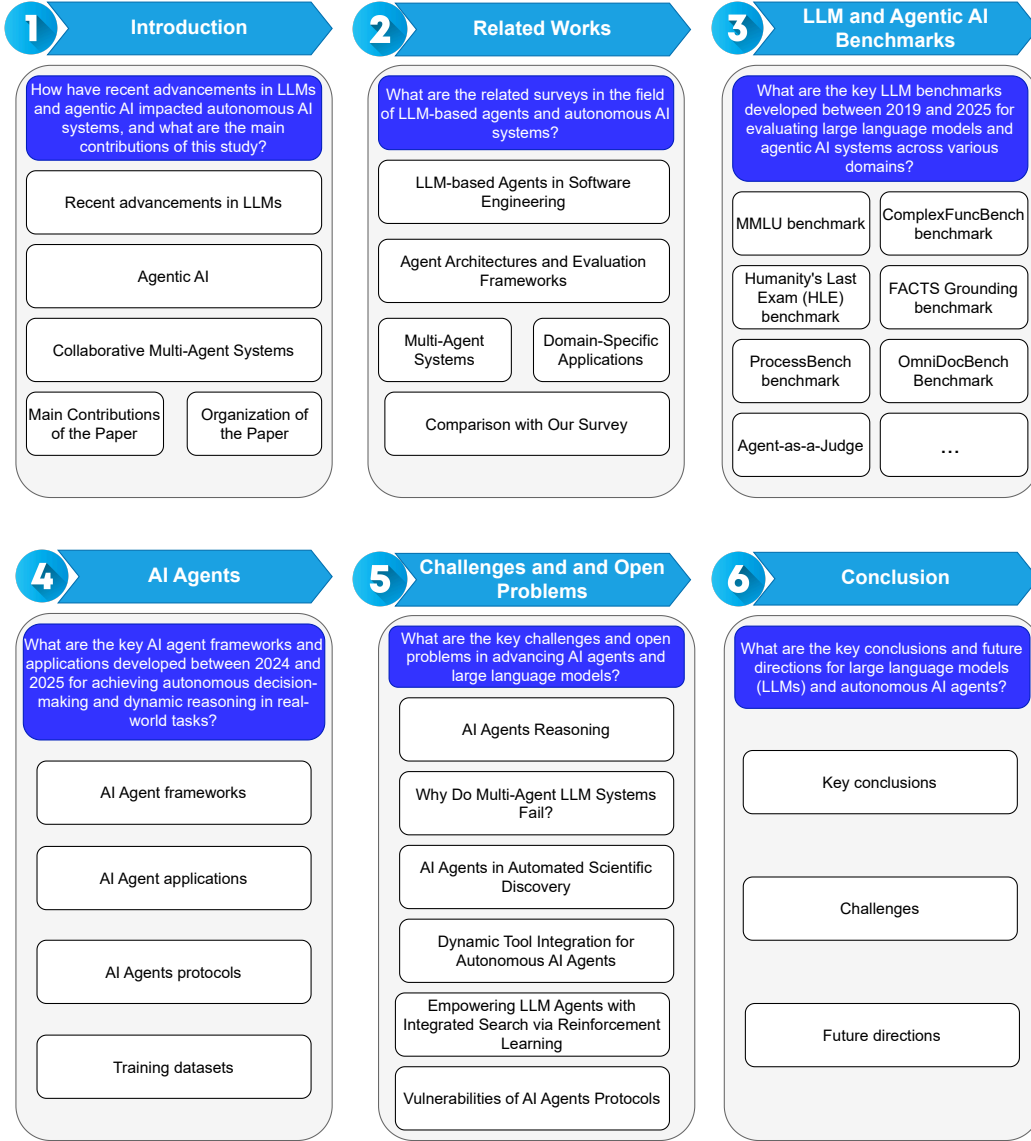 1
Introduction
How have recent advancements in LLMs
and agentic AI impacted autonomous AI
systems, and what are the main
contributions of this study?
Recent advancements in LLMs
Agentic AI
Collaborative Multi-Agent Systems
Main Contributions
of the Paper
Organization of
the Paper
2
Related Works
What are the related surveys in the field
of LLM-based agents and autonomous AI
systems?
LLM-based Agents in Software
Engineering
Agent Architectures and Evaluation
Frameworks
Multi-Agent
Systems
Domain-Specific
Applications
Comparison with Our Survey
3
LLM and Agentic AI
Benchmarks
What are the key LLM benchmarks
developed between 2019 and 2025 for
evaluating large language models and
agentic AI systems across various
domains?
MMLU benchmark
ComplexFuncBench
benchmark
Humanity's Last
Exam (HLE)
benchmark
FACTS Grounding
benchmark
ProcessBench
benchmark
OmniDocBench
Benchmark
Agent-as-a-Judge
...
4
AI Agents
What are the key AI agent frameworks and
applications developed between 2024 and
2025 for achieving autonomous decision-
making and dynamic reasoning in real-
world tasks?
AI Agent frameworks
AI Agent applications
AI Agents protocols
Training datasets
5
Challenges and and Open
Problems
What are the key challenges and open
problems in advancing AI agents and
large language models?
AI Agents Reasoning
Why Do Multi-Agent LLM Systems
Fail?
AI Agents in Automated Scientific
Discovery
Dynamic Tool Integration for
Autonomous AI Agents
Empowering LLM Agents with
Integrated Search via Reinforcement
Learning
Vulnerabilities of AI Agents Protocols
6
Conclusion
What are the key conclusions and future
directions for large language models
(LLMs) and autonomous AI agents?
Key conclusions
Challenges
Future directions